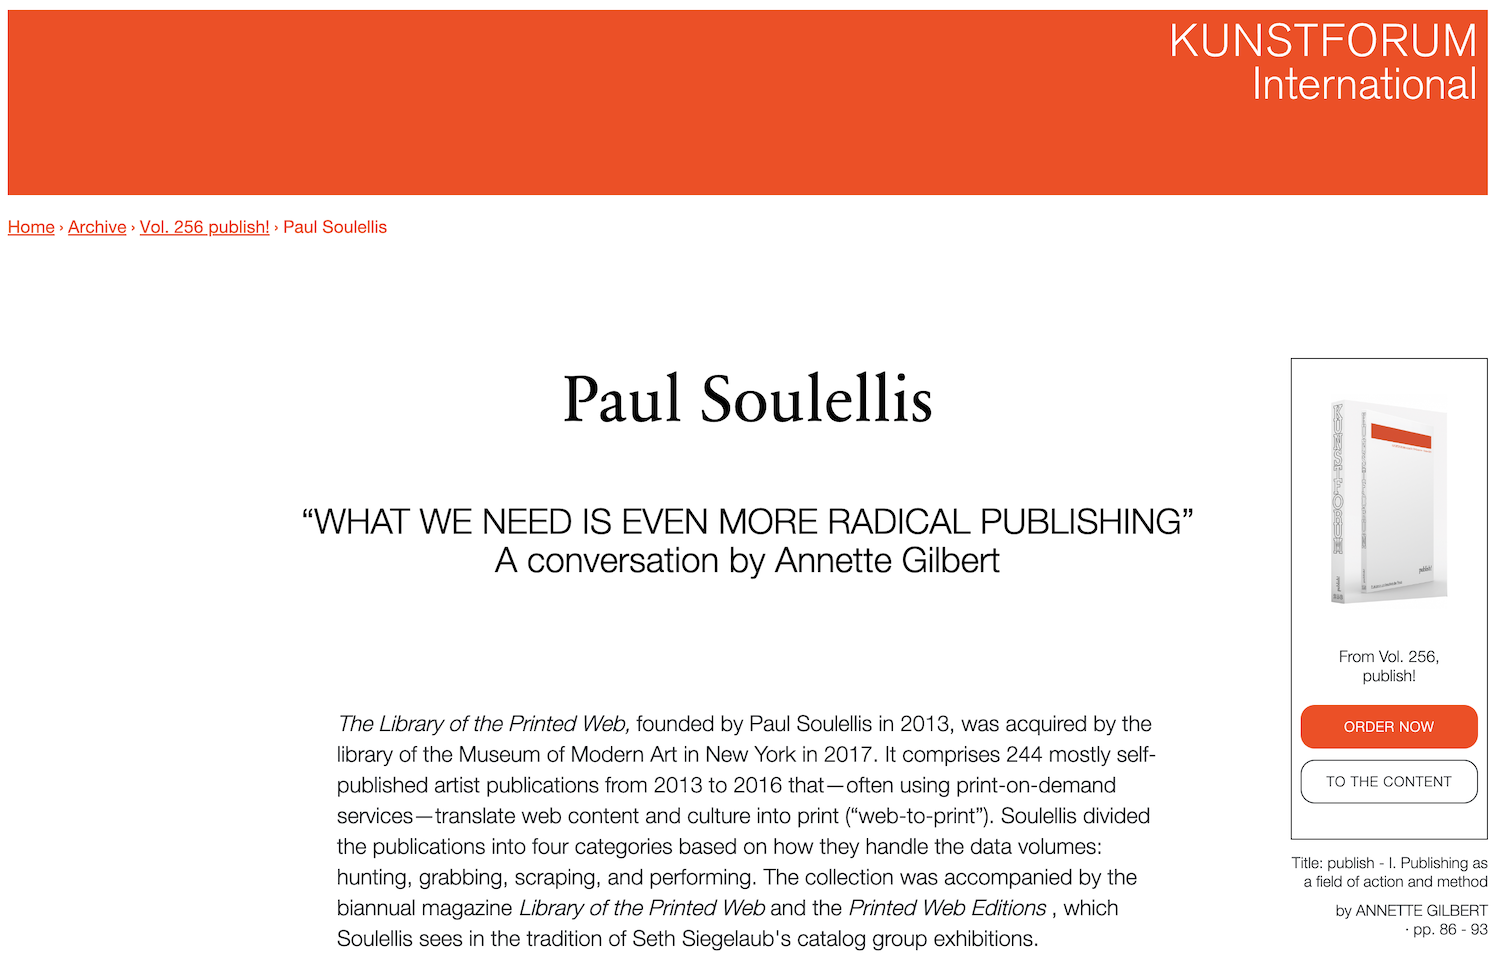 KUNSTFORUM
International
Home › Archive › Vol. 256 publish! › Paul Soulellis
Paul Soulellis
“WHAT WE NEED IS EVEN MORE RADICAL PUBLISHING”
A conversation by Annette Gilbert
The Library of the Printed Web, founded by Paul Soulellis in 2013, was acquired by the
library of the Museum of Modern Art in New York in 2017. It comprises 244 mostly self-
published artist publications from 2013 to 2016 that—often using print-on-demand
services—translate web content and culture into print (“web-to-print”). Soulellis divided
the publications into four categories based on how they handle the data volumes:
hunting, grabbing, scraping, and performing. The collection was accompanied by the
biannual magazine Library of the Printed Web and the Printed Web Editions , which
Soulellis sees in the tradition of Seth Siegelaub's catalog group exhibitions.
KUNSTFORUM
publish!
From Vol. 256,
publish!
ORDER NOW
TO THE CONTENT
Title: publish - I. Publishing as
a field of action and method
by ANNETTE GILBERT
· pp. 86 - 93